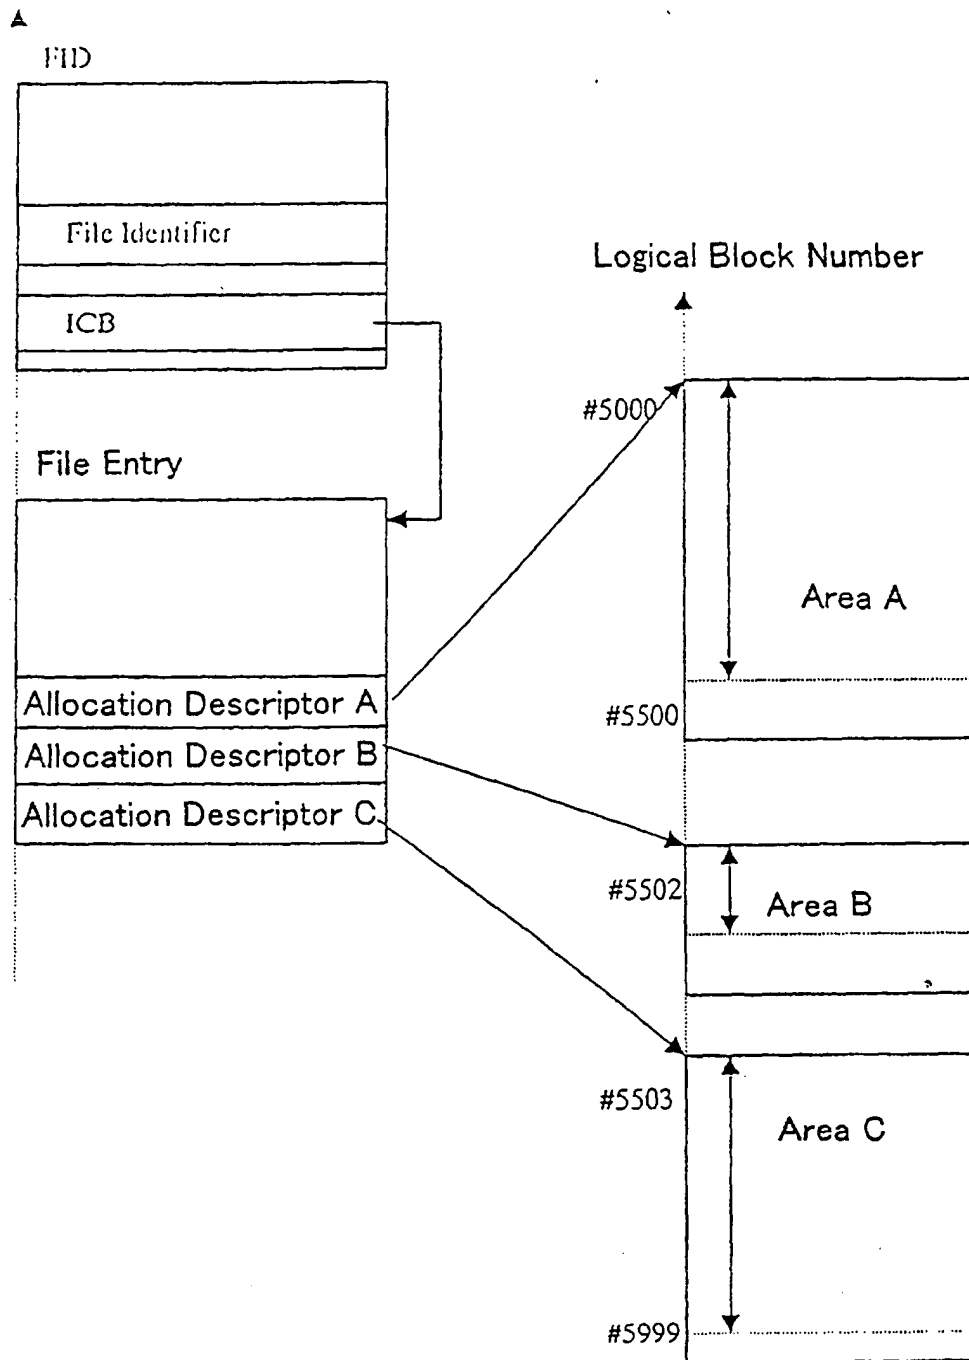 FID
File Identifier
ICB
File Entry
Allocation Descriptor A
Allocation Descriptor B
Allocation Descriptor C
Logical Block Number
#5000
Area A
#5500
#5502
Area B
#5503
Area C
#5999